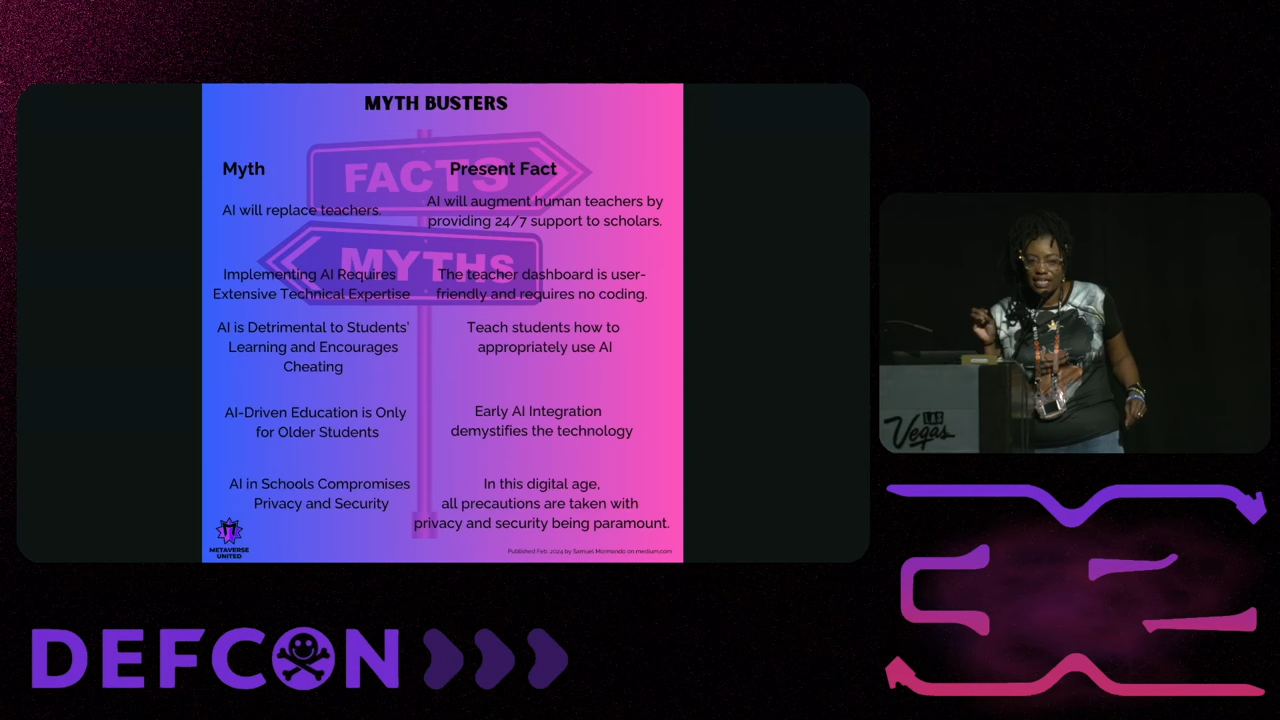 MYTH BUSTERS
FACTS
MYTHS
Myth
Present Fact
AI will replace teachers.
AI will augment human teachers by
providing 24/7 support to scholars.
Implementing AI Requires
Extensive Technical Expertise
The teacher dashboard is user-
friendly and requires no coding.
AI is Detrimental to Students'
Learning and Encourages
Cheating
Teach students how to
appropriately use AI
AI-Driven Education is Only
for Older Students
Early AI Integration
demystifies the technology
AI in Schools Compromises
Privacy and Security
In this digital age,
all precautions are taken with
privacy and security being paramount.
METAVERSE
UNITED
Published Feb. 2024 by Samuel Mormando on medium.com
LAS
Vegas
DEFCON